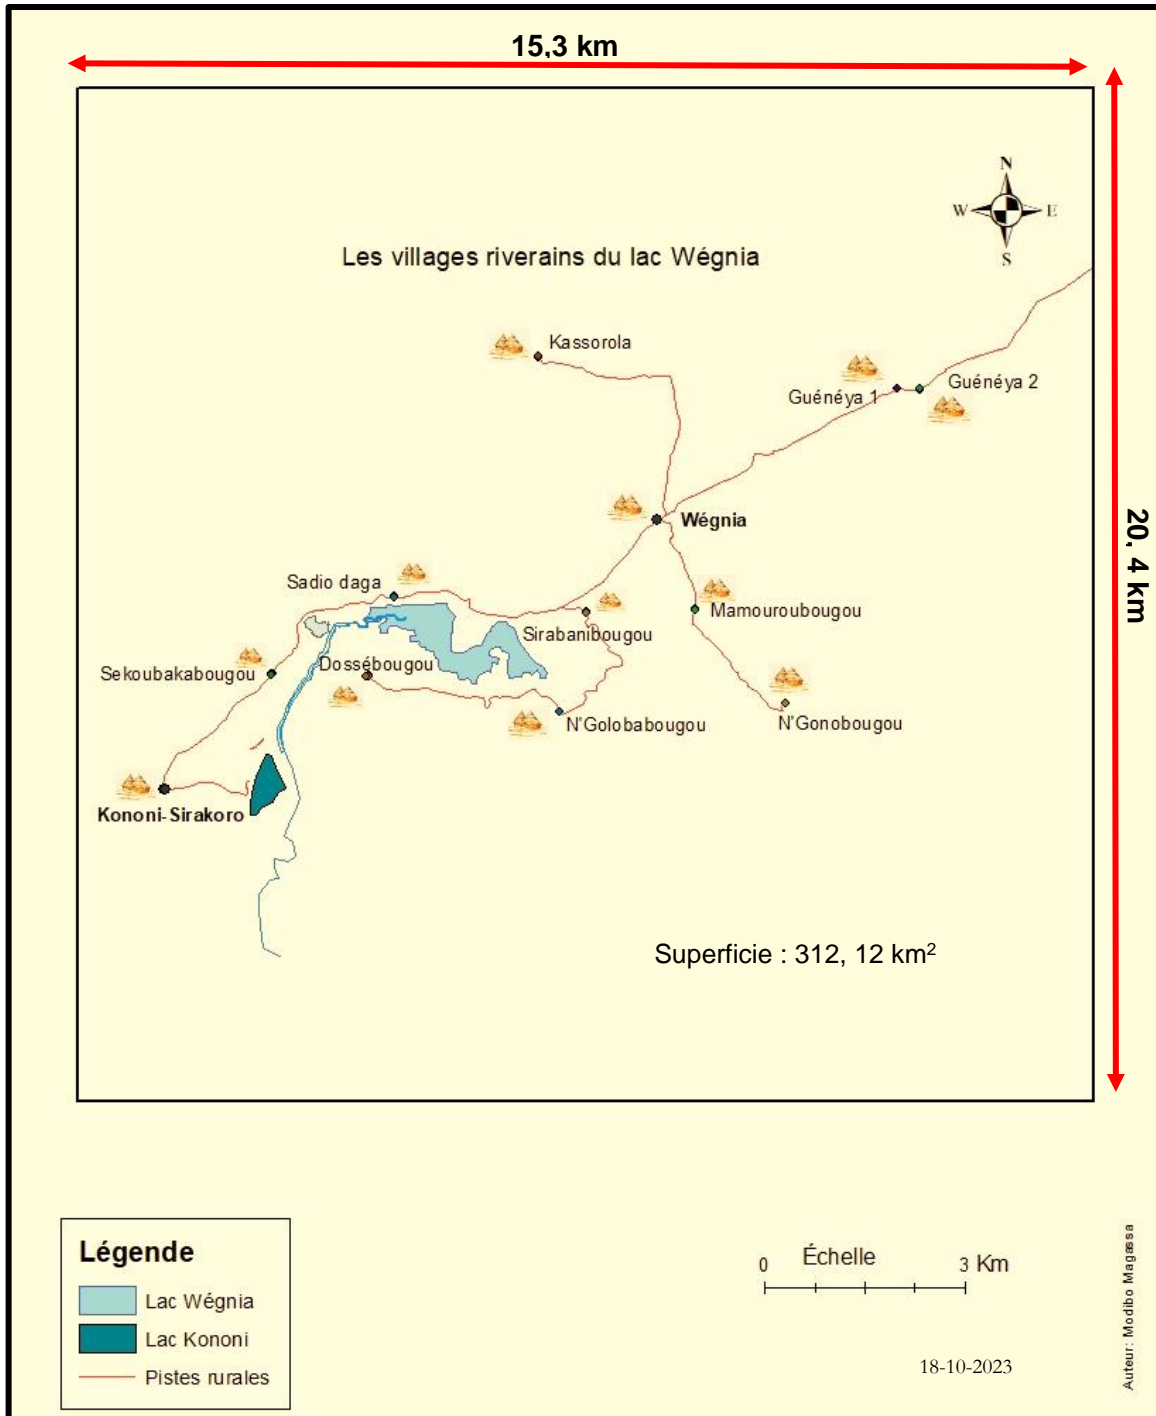 15,3 km
N
W E
S
Les villages riverains du lac Wégnia
Kassorola
Guénéya 1
Guénéya 2
Wégnia
20, 4 km
Sadio daga
Mamouroubougou
Sirabanibougou
Dossébougou
Sekoubakabougou
N'Golobabougou
N'Gonobougou
Kononi-Sirakoro
Superficie : 312, 12 km²
Légende
Lac Wégnia
Lac Kononi
Pistes rurales
Échelle
0 3 Km
18-10-2023
Auteur: Modibo Magassa